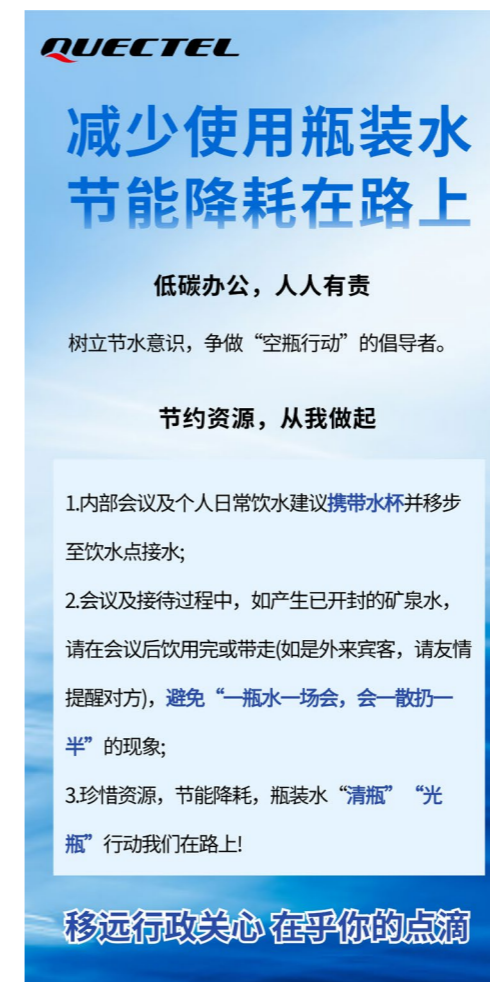 QUECTEL
减少使用瓶装水
节能降耗在路上
低碳办公，人人有责
树立节水意识，争做“空瓶行动”的倡导者。
节约资源，从我做起
1.内部会议及个人日常饮水建议携带水杯并移步
至饮水点接水;
2.会议及接待过程中，如产生已开封的矿泉水，
请在会议后饮用完或带走(如是外来宾客，请友情
提醒对方)，避免“一瓶水一场会，会一散扔一
半”的现象;
3.珍惜资源，节能降耗，瓶装水“清瓶”“光
瓶”行动我们在路上!
移远行政关心 在乎你的点滴